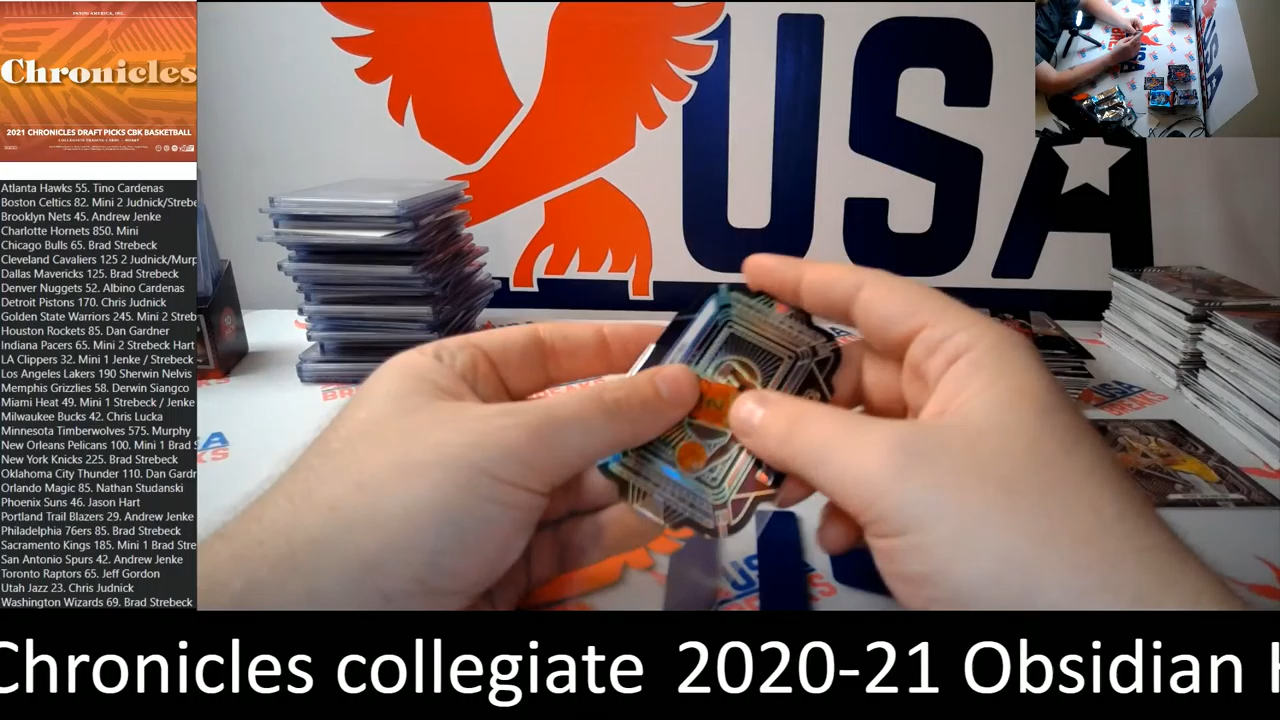 PANINI AMERICA, INC.
Chronicles
2021 CHRONICLES DRAFT PICKS CBK BASKETBALL
Atlanta Hawks 55. Tino Cardenas
Boston Celtics 82. Mini 2 Judnick/Strebe
Brooklyn Nets 45. Andrew Jenke
Charlotte Hornets 850. Mini
Chicago Bulls 65. Brad Strebeck
Cleveland Cavaliers 125 2 Judnick/Murp
Dallas Mavericks 125. Brad Strebeck
Denver Nuggets 52. Albino Cardenas
Detroit Pistons 170. Chris Judnick
Golden State Warriors 245. Mini 2 Streb
Houston Rockets 85. Dan Gardner
Indiana Pacers 65. Mini 2 Strebeck Hart
LA Clippers 32. Mini 1 Jenke / Strebeck
Los Angeles Lakers 190 Sherwin Nelvis
Memphis Grizzlies 58. Derwin Siangco
Miami Heat 49. Mini 1 Strebeck / Jenke
Milwaukee Bucks 42. Chris Lucka
Minnesota Timberwolves 575. Murphy
New Orleans Pelicans 100. Mini 1 Brad S
New York Knicks 225. Brad Strebeck
Oklahoma City Thunder 110. Dan Gardr
Orlando Magic 85. Nathan Studanski
Phoenix Suns 46. Jason Hart
Portland Trail Blazers 29. Andrew Jenke
Philadelphia 76ers 85. Brad Strebeck
Sacramento Kings 185. Mini 1 Brad Stre
San Antonio Spurs 42. Andrew Jenke
Toronto Raptors 65. Jeff Gordon
Utah Jazz 23. Chris Judnick
Washington Wizards 69. Brad Strebeck
USA
USA
BREAKS
Chronicles collegiate 2020-21 Obsidian